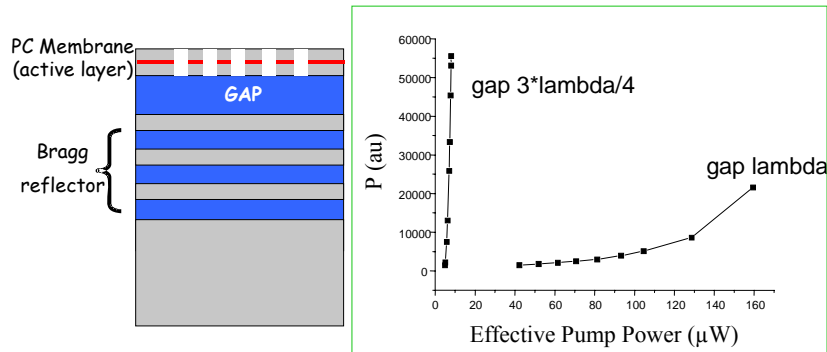 PC Membrane
(active layer)
GAP
Bragg
reflector
P (au)
60000
50000
40000
30000
20000
10000
0
gap 3*lambda/4
gap lambda
0 20 40 60 80 100 120 140 160
Effective Pump Power (µW)